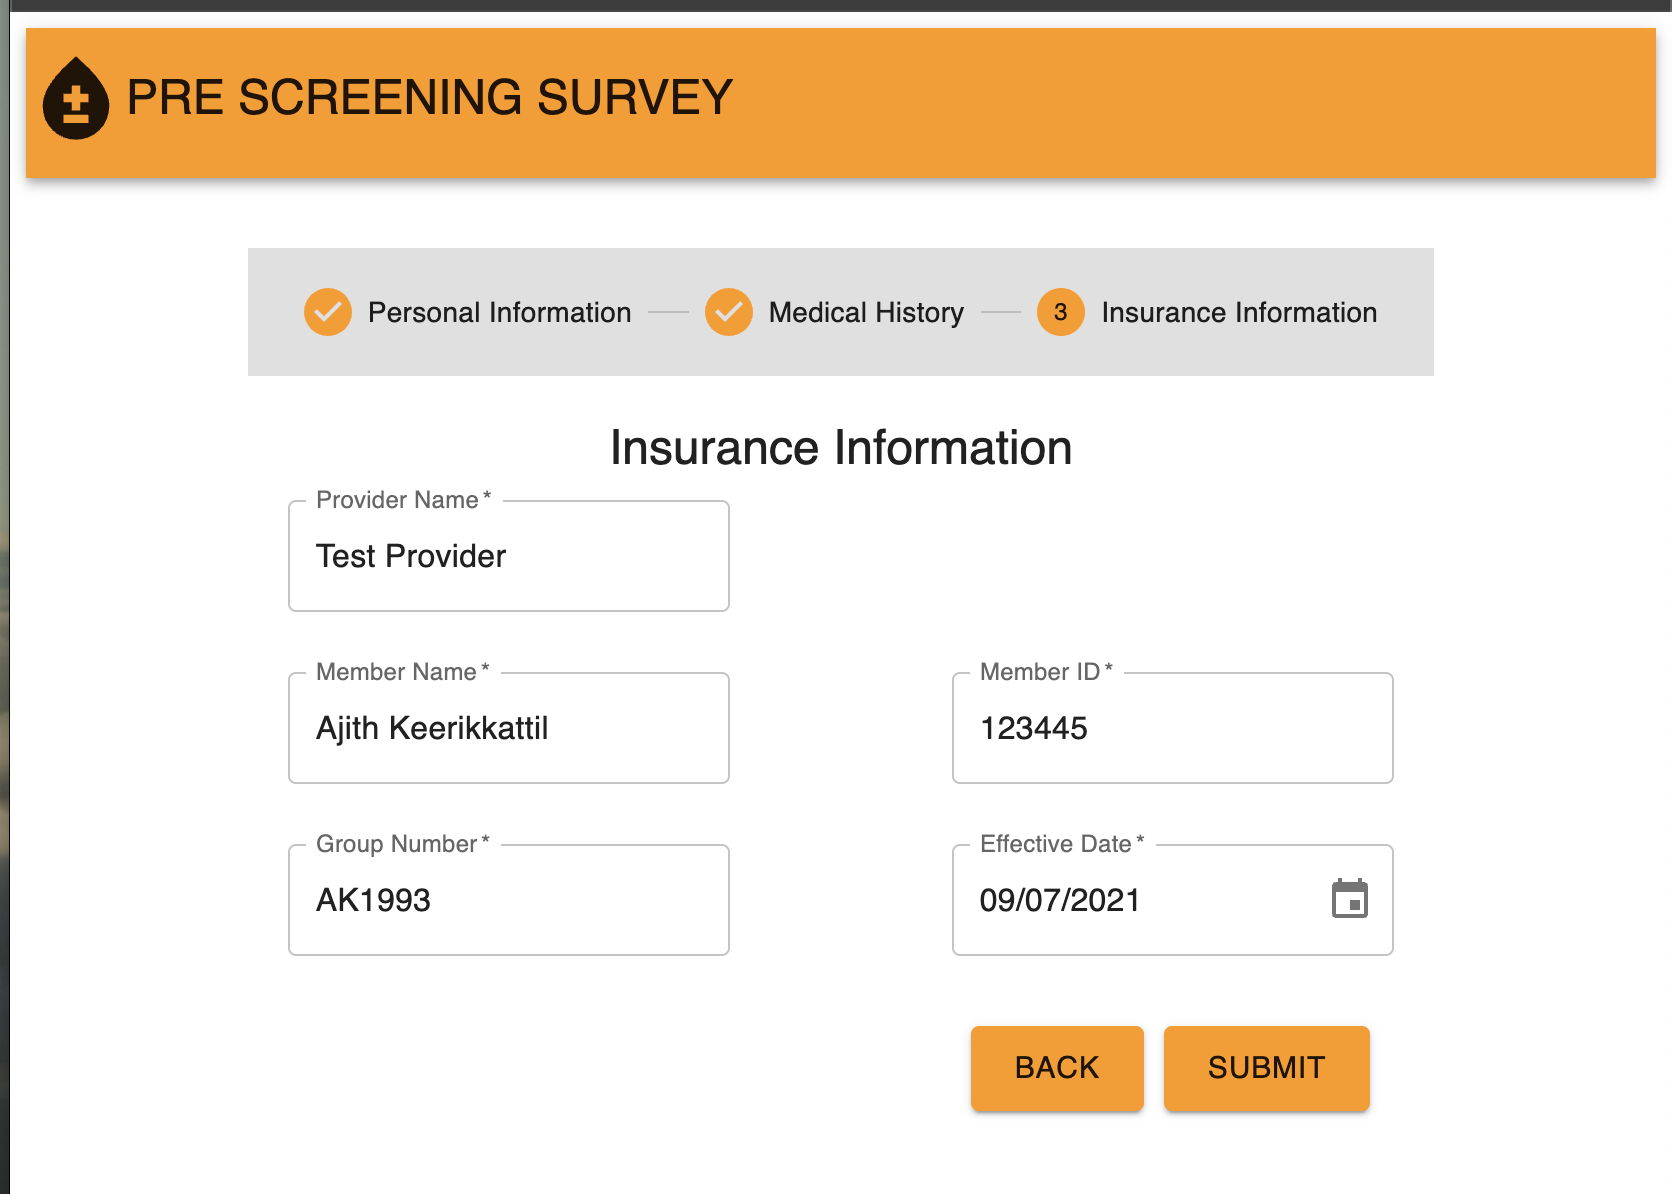 PRE SCREENING SURVEY
Personal Information Medical History 3 Insurance Information
Insurance Information
Provider Name *
Test Provider
Member Name * Member ID *
Ajith Keerikkattil 123445
Group Number * Effective Date *
AK1993 09/07/2021
BACK SUBMIT